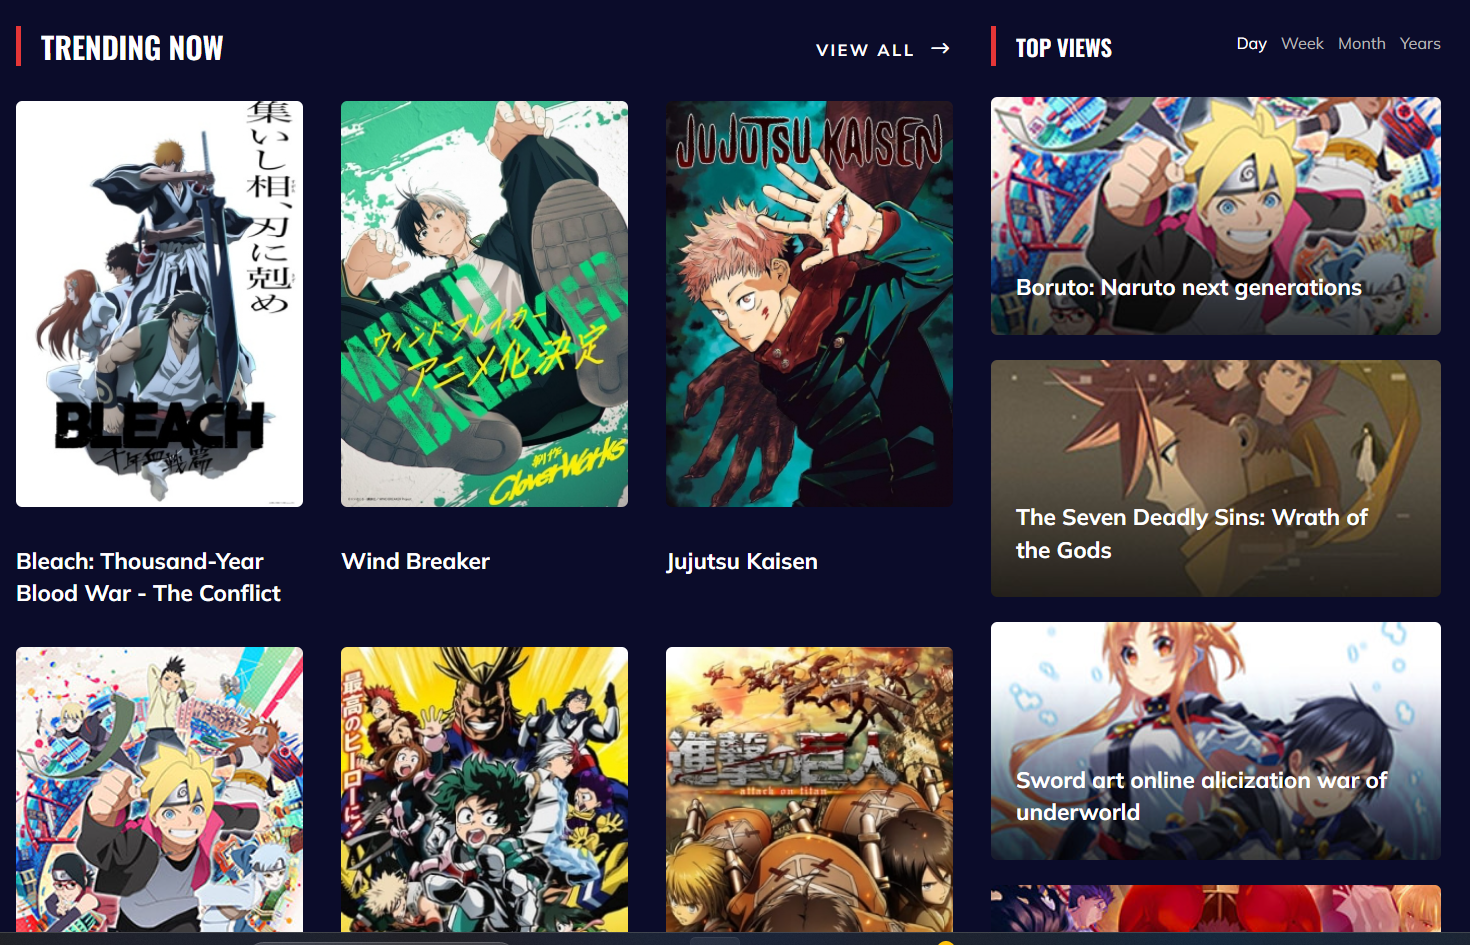 TRENDING NOW
VIEW ALL →
集いし相、刃に剋め
BLEACH
千年血戦篇
WIND BREAKER
ウィンドブレイカー
アニメ化決定
制作
CloverWorks
JUJUTSU KAISEN
Bleach: Thousand-Year
Blood War - The Conflict
Wind Breaker
Jujutsu Kaisen
最高のヒーローに!
進撃の巨人
attack on titan
TOP VIEWS
Day Week Month Years
Boruto: Naruto next generations
The Seven Deadly Sins: Wrath of
the Gods
Sword art online alicization war of
underworld